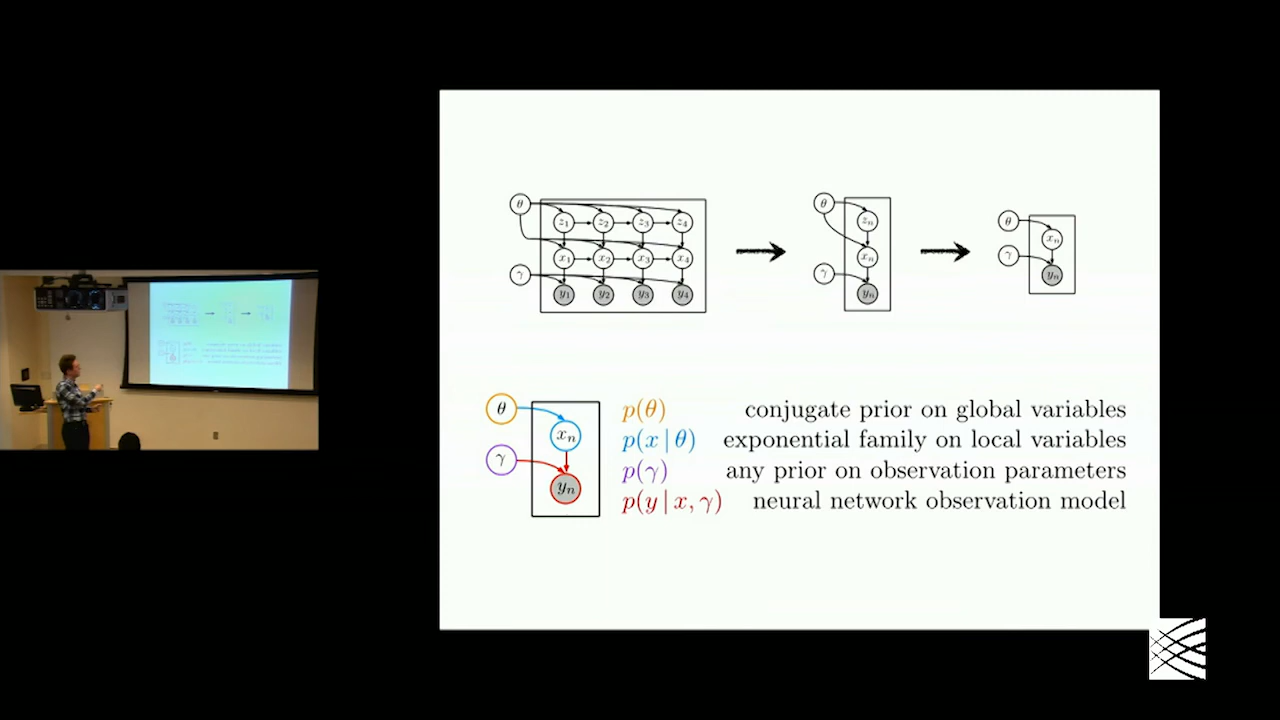 θ
z₁ z₂ z₃ z₄
x₁ x₂ x₃ x₄
γ
y₁ y₂ y₃ y₄
θ
zₙ
xₙ
γ
yₙ
θ
xₙ
γ
yₙ
θ
xₙ
γ
yₙ
p(θ) conjugate prior on global variables
p(x | θ) exponential family on local variables
p(γ) any prior on observation parameters
p(y | x, γ) neural network observation model